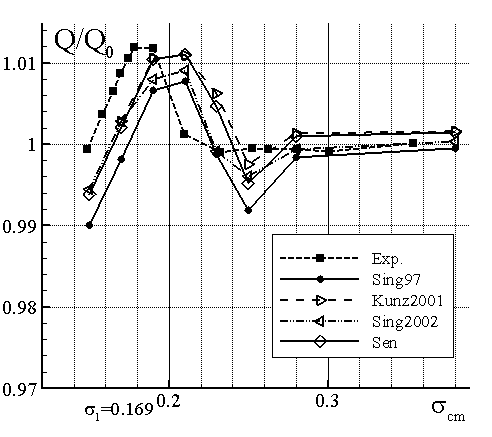 Q/Q0
1.01
1
0.99
0.98
0.97
Exp.
Sing97
Kunz2001
Sing2002
Sen
σ1=0.169
0.2
0.3
σcm